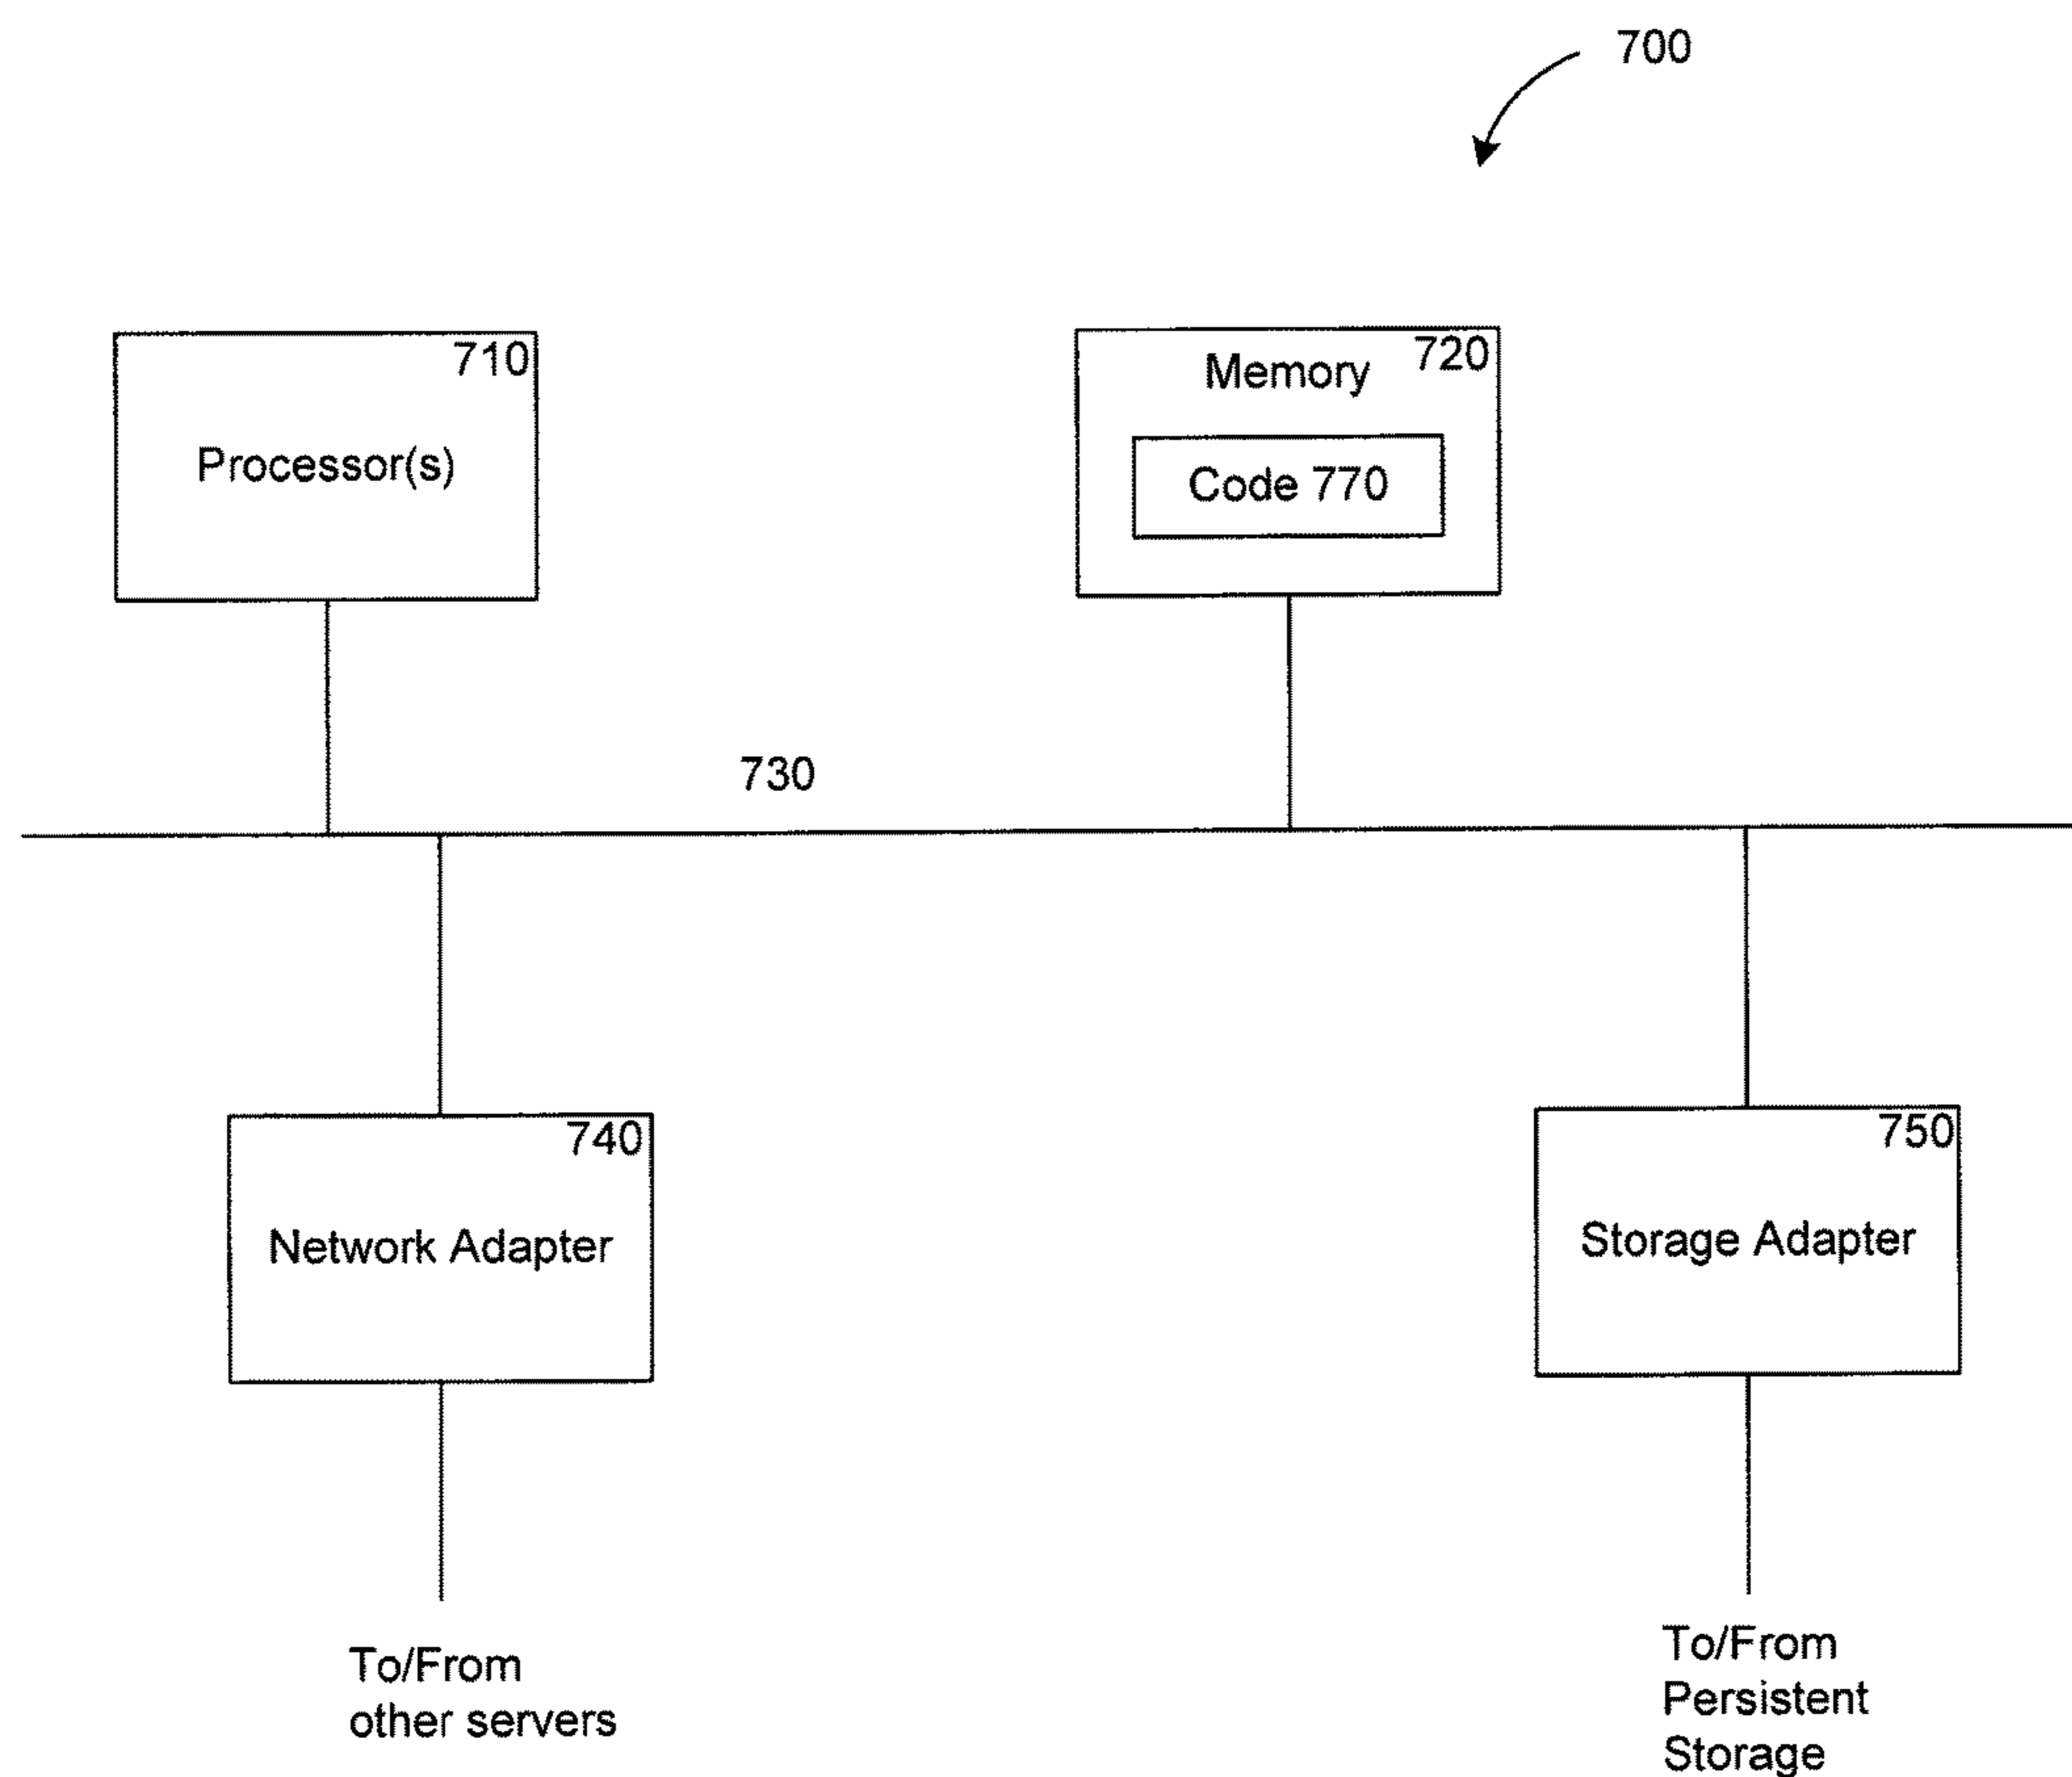 700
710
Processor(s)
720
Memory
Code 770
730
740
Network Adapter
750
Storage Adapter
To/From
other servers
To/From
Persistent
Storage